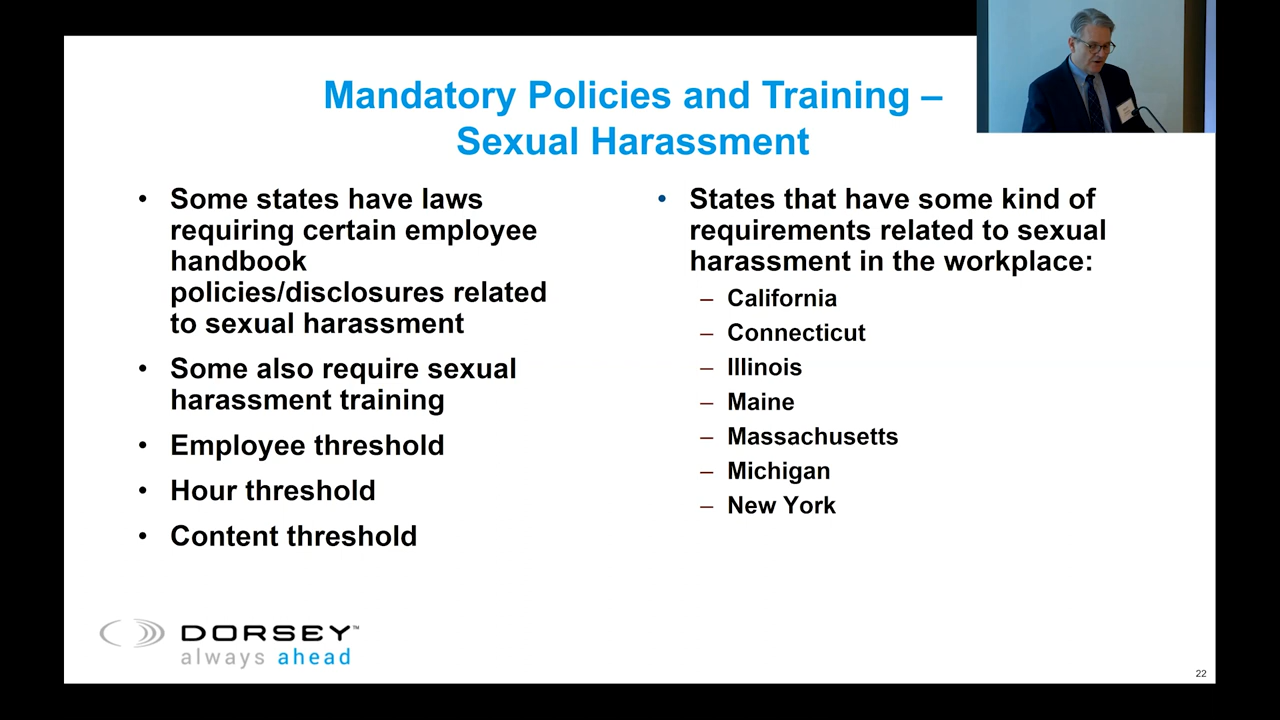 Mandatory Policies and Training –
Sexual Harassment
• Some states have laws
requiring certain employee
handbook
policies/disclosures related
to sexual harassment
• Some also require sexual
harassment training
• Employee threshold
• Hour threshold
• Content threshold
• States that have some kind of
requirements related to sexual
harassment in the workplace:
– California
– Connecticut
– Illinois
– Maine
– Massachusetts
– Michigan
– New York
DORSEY™
always ahead
22